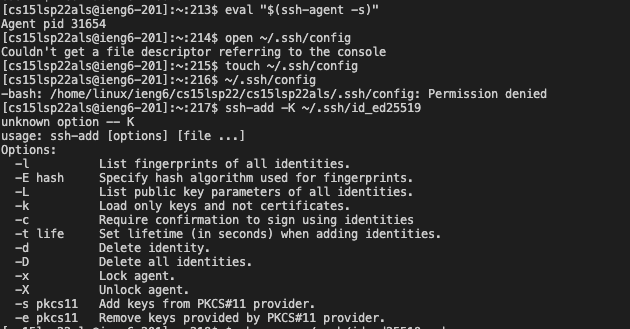 [cs15lsp22als@ieng6-201]:~:213$ eval "$(ssh-agent -s)"
Agent pid 31654
[cs15lsp22als@ieng6-201]:~:214$ open ~/.ssh/config
Couldn't get a file descriptor referring to the console
[cs15lsp22als@ieng6-201]:~:215$ touch ~/.ssh/config
[cs15lsp22als@ieng6-201]:~:216$ ~/.ssh/config
-bash: /home/linux/ieng6/cs15lsp22/cs15lsp22als/.ssh/config: Permission denied
[cs15lsp22als@ieng6-201]:~:217$ ssh-add -K ~/.ssh/id_ed25519
unknown option -- K
usage: ssh-add [options] [file ...]
Options:
  -l          List fingerprints of all identities.
  -E hash     Specify hash algorithm used for fingerprints.
  -L          List public key parameters of all identities.
  -k          Load only keys and not certificates.
  -c          Require confirmation to sign using identities
  -t life     Set lifetime (in seconds) when adding identities.
  -d          Delete identity.
  -D          Delete all identities.
  -x          Lock agent.
  -X          Unlock agent.
  -s pkcs11   Add keys from PKCS#11 provider.
  -e pkcs11   Remove keys provided by PKCS#11 provider.